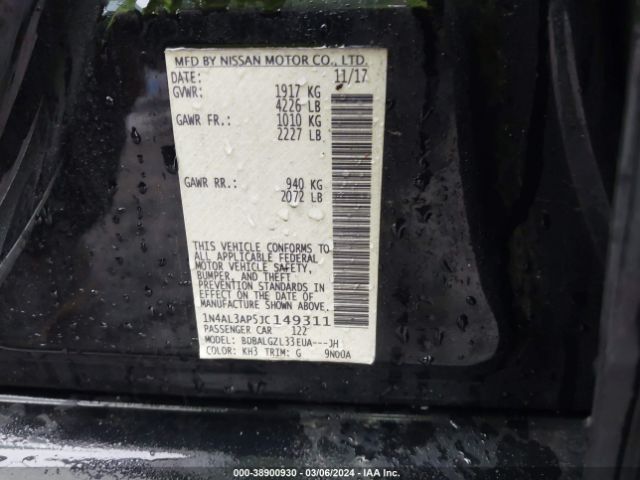 MFD BY NISSAN MOTOR CO., LTD.
DATE: 11/17
GVWR: 1917 KG
4226 LB
GAWR FR.: 1010 KG
2227 LB
GAWR RR.: 940 KG
2072 LB
THIS VEHICLE CONFORMS TO
ALL APPLICABLE FEDERAL
MOTOR VEHICLE SAFETY,
BUMPER, AND THEFT
PREVENTION STANDARDS IN
EFFECT ON THE DATE OF
MANUFACTURE SHOWN ABOVE.
1N4AL3AP5JC149311
PASSENGER CAR 122
MODEL: BDBALGZL33EUA---JH
COLOR: KH3 TRIM: G 9N00A
000-38900930 - 03/06/2024 - IAA Inc.